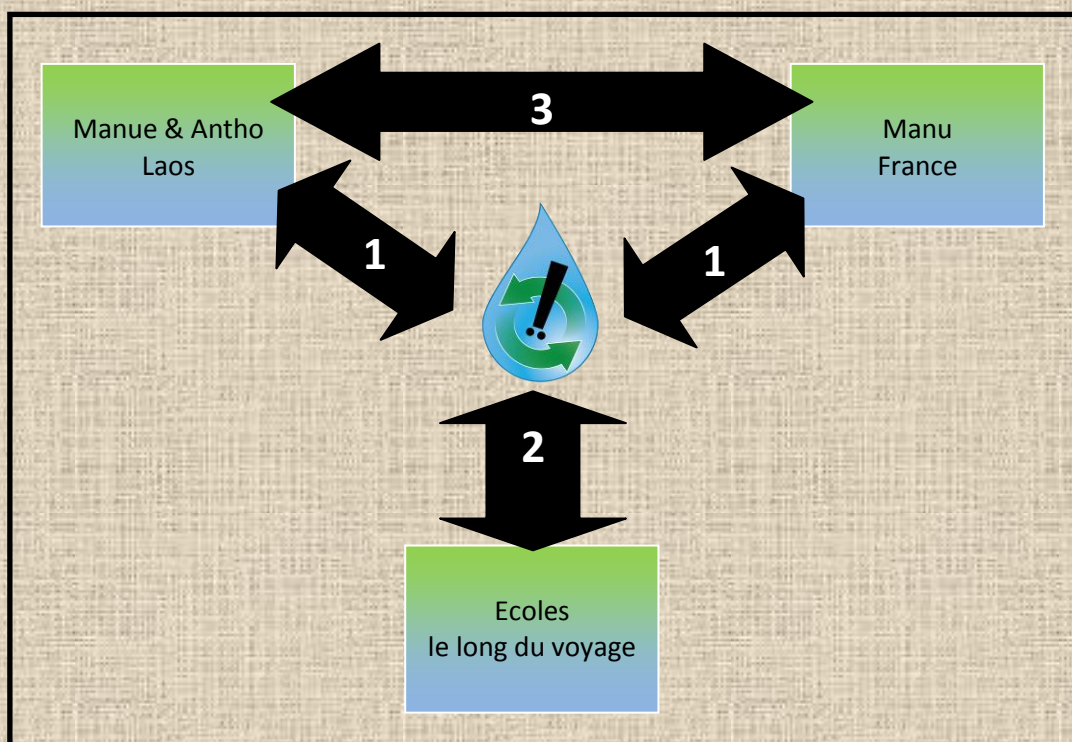 3
Manue & Antho
Laos
Manu
France
1
1
2
Ecoles
le long du voyage